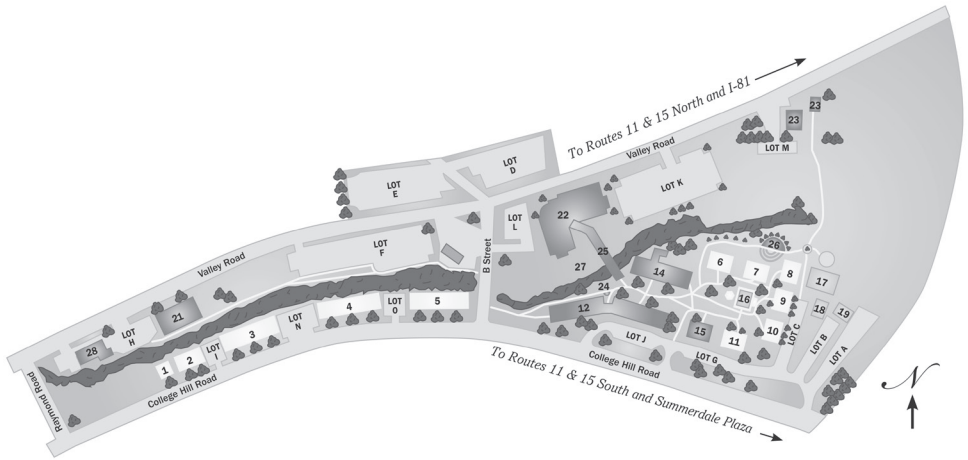 To Routes 11 & 15 North and I-81
23
23
LOT M
Valley Road
LOT D
LOT E
LOT K
LOT L
22
B Street
LOT F
Valley Road
25
27
24
14
26
6
7
8
17
16
9
18
19
12
15
11
10
LOT C
LOT B
LOT A
LOT J
LOT G
College Hill Road
To Routes 11 & 15 South and Summerdale Plaza
N
21
LOT H
28
4
LOT O
5
LOT N
3
LOT I
2
1
College Hill Road
Raymond Road